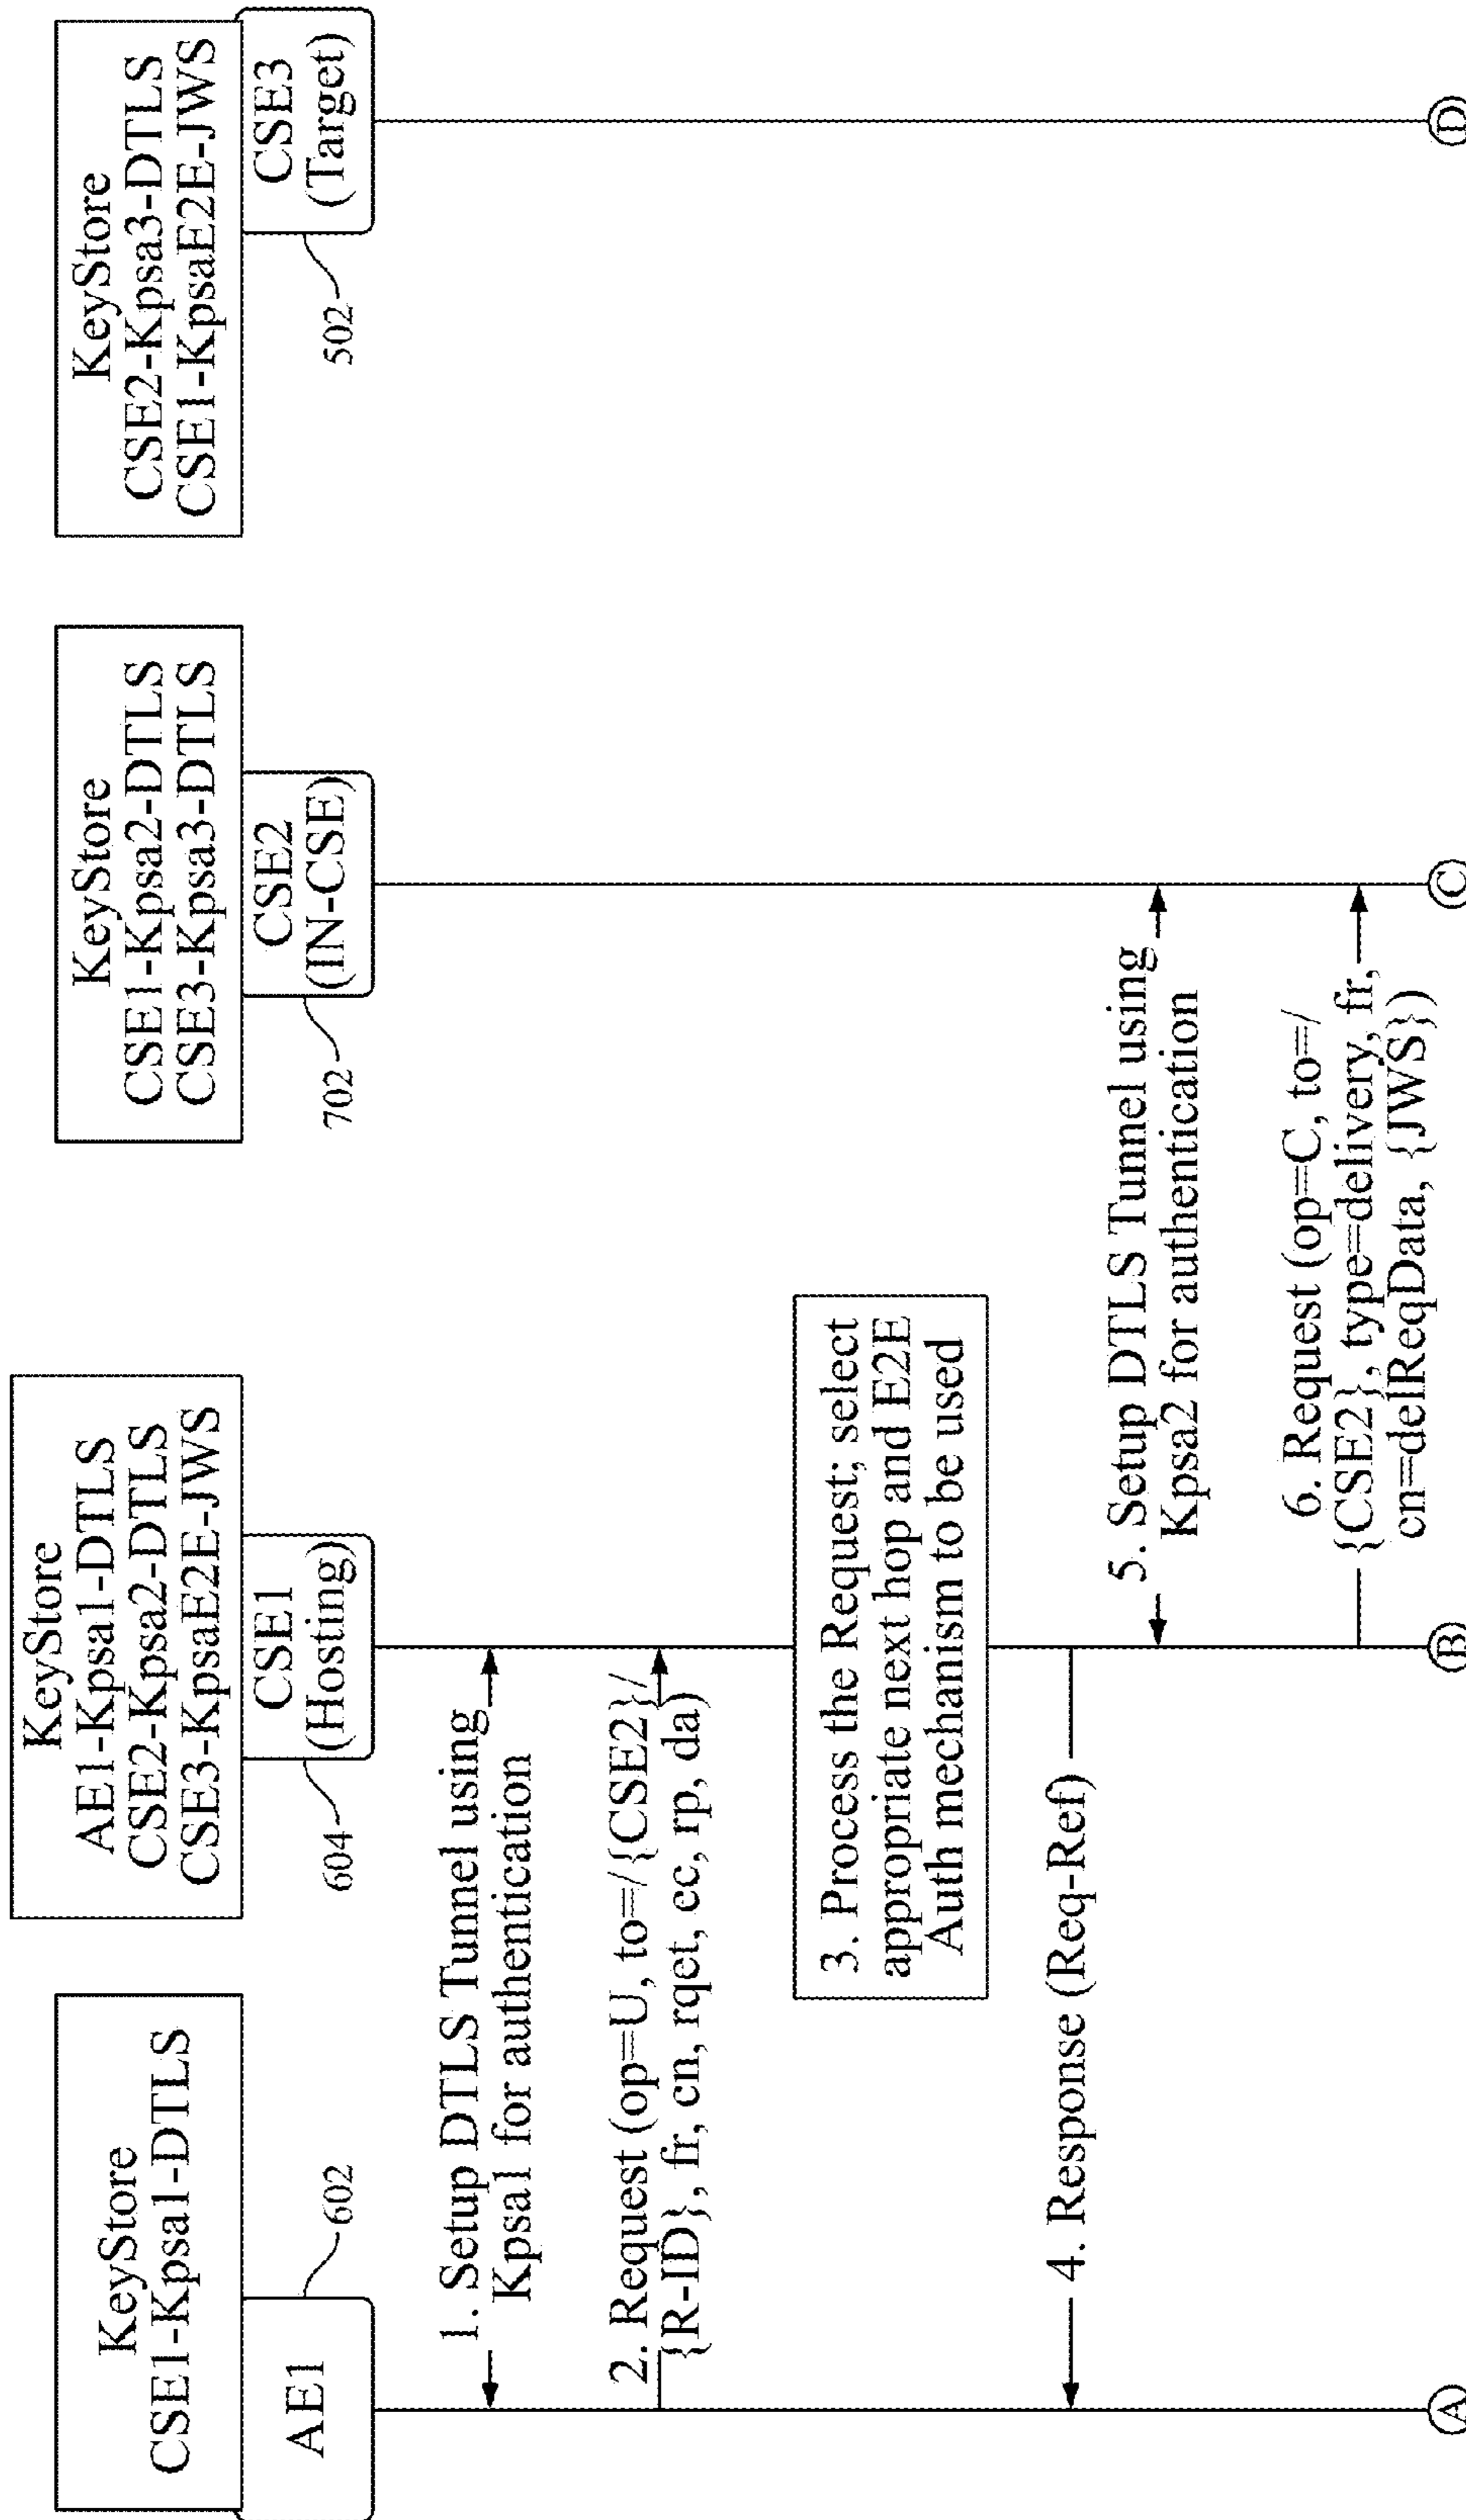 KeyStore
CSE1-Kpsa1-DTLS
AE1
602
KeyStore
AE1-Kpsa1-DTLS
CSE2-Kpsa2-DTLS
CSE3-KpsaE2E-JWS
CSE1
(Hosting)
604
KeyStore
CSE1-Kpsa2-DTLS
CSE3-Kpsa3-DTLS
CSE2
(IN-CSE)
702
KeyStore
CSE2-Kpsa3-DTLS
CSE1-KpsaE2E-JWS
CSE3
(Target)
502
1. Setup DTLS Tunnel using
Kpsa1 for authentication
2. Request (op=U, to=/{CSE2}/
{R-ID}, fr, cn, rqet, ec, rp, da)
3. Process the Request; select
appropriate next hop and E2E
Auth mechanism to be used
4. Response (Req-Ref)
5. Setup DTLS Tunnel using
Kpsa2 for authentication
6. Request (op=C, to=/
{CSE2}, type=delivery, fr,
cn=delReqData, {JWS})
A
B
C
D